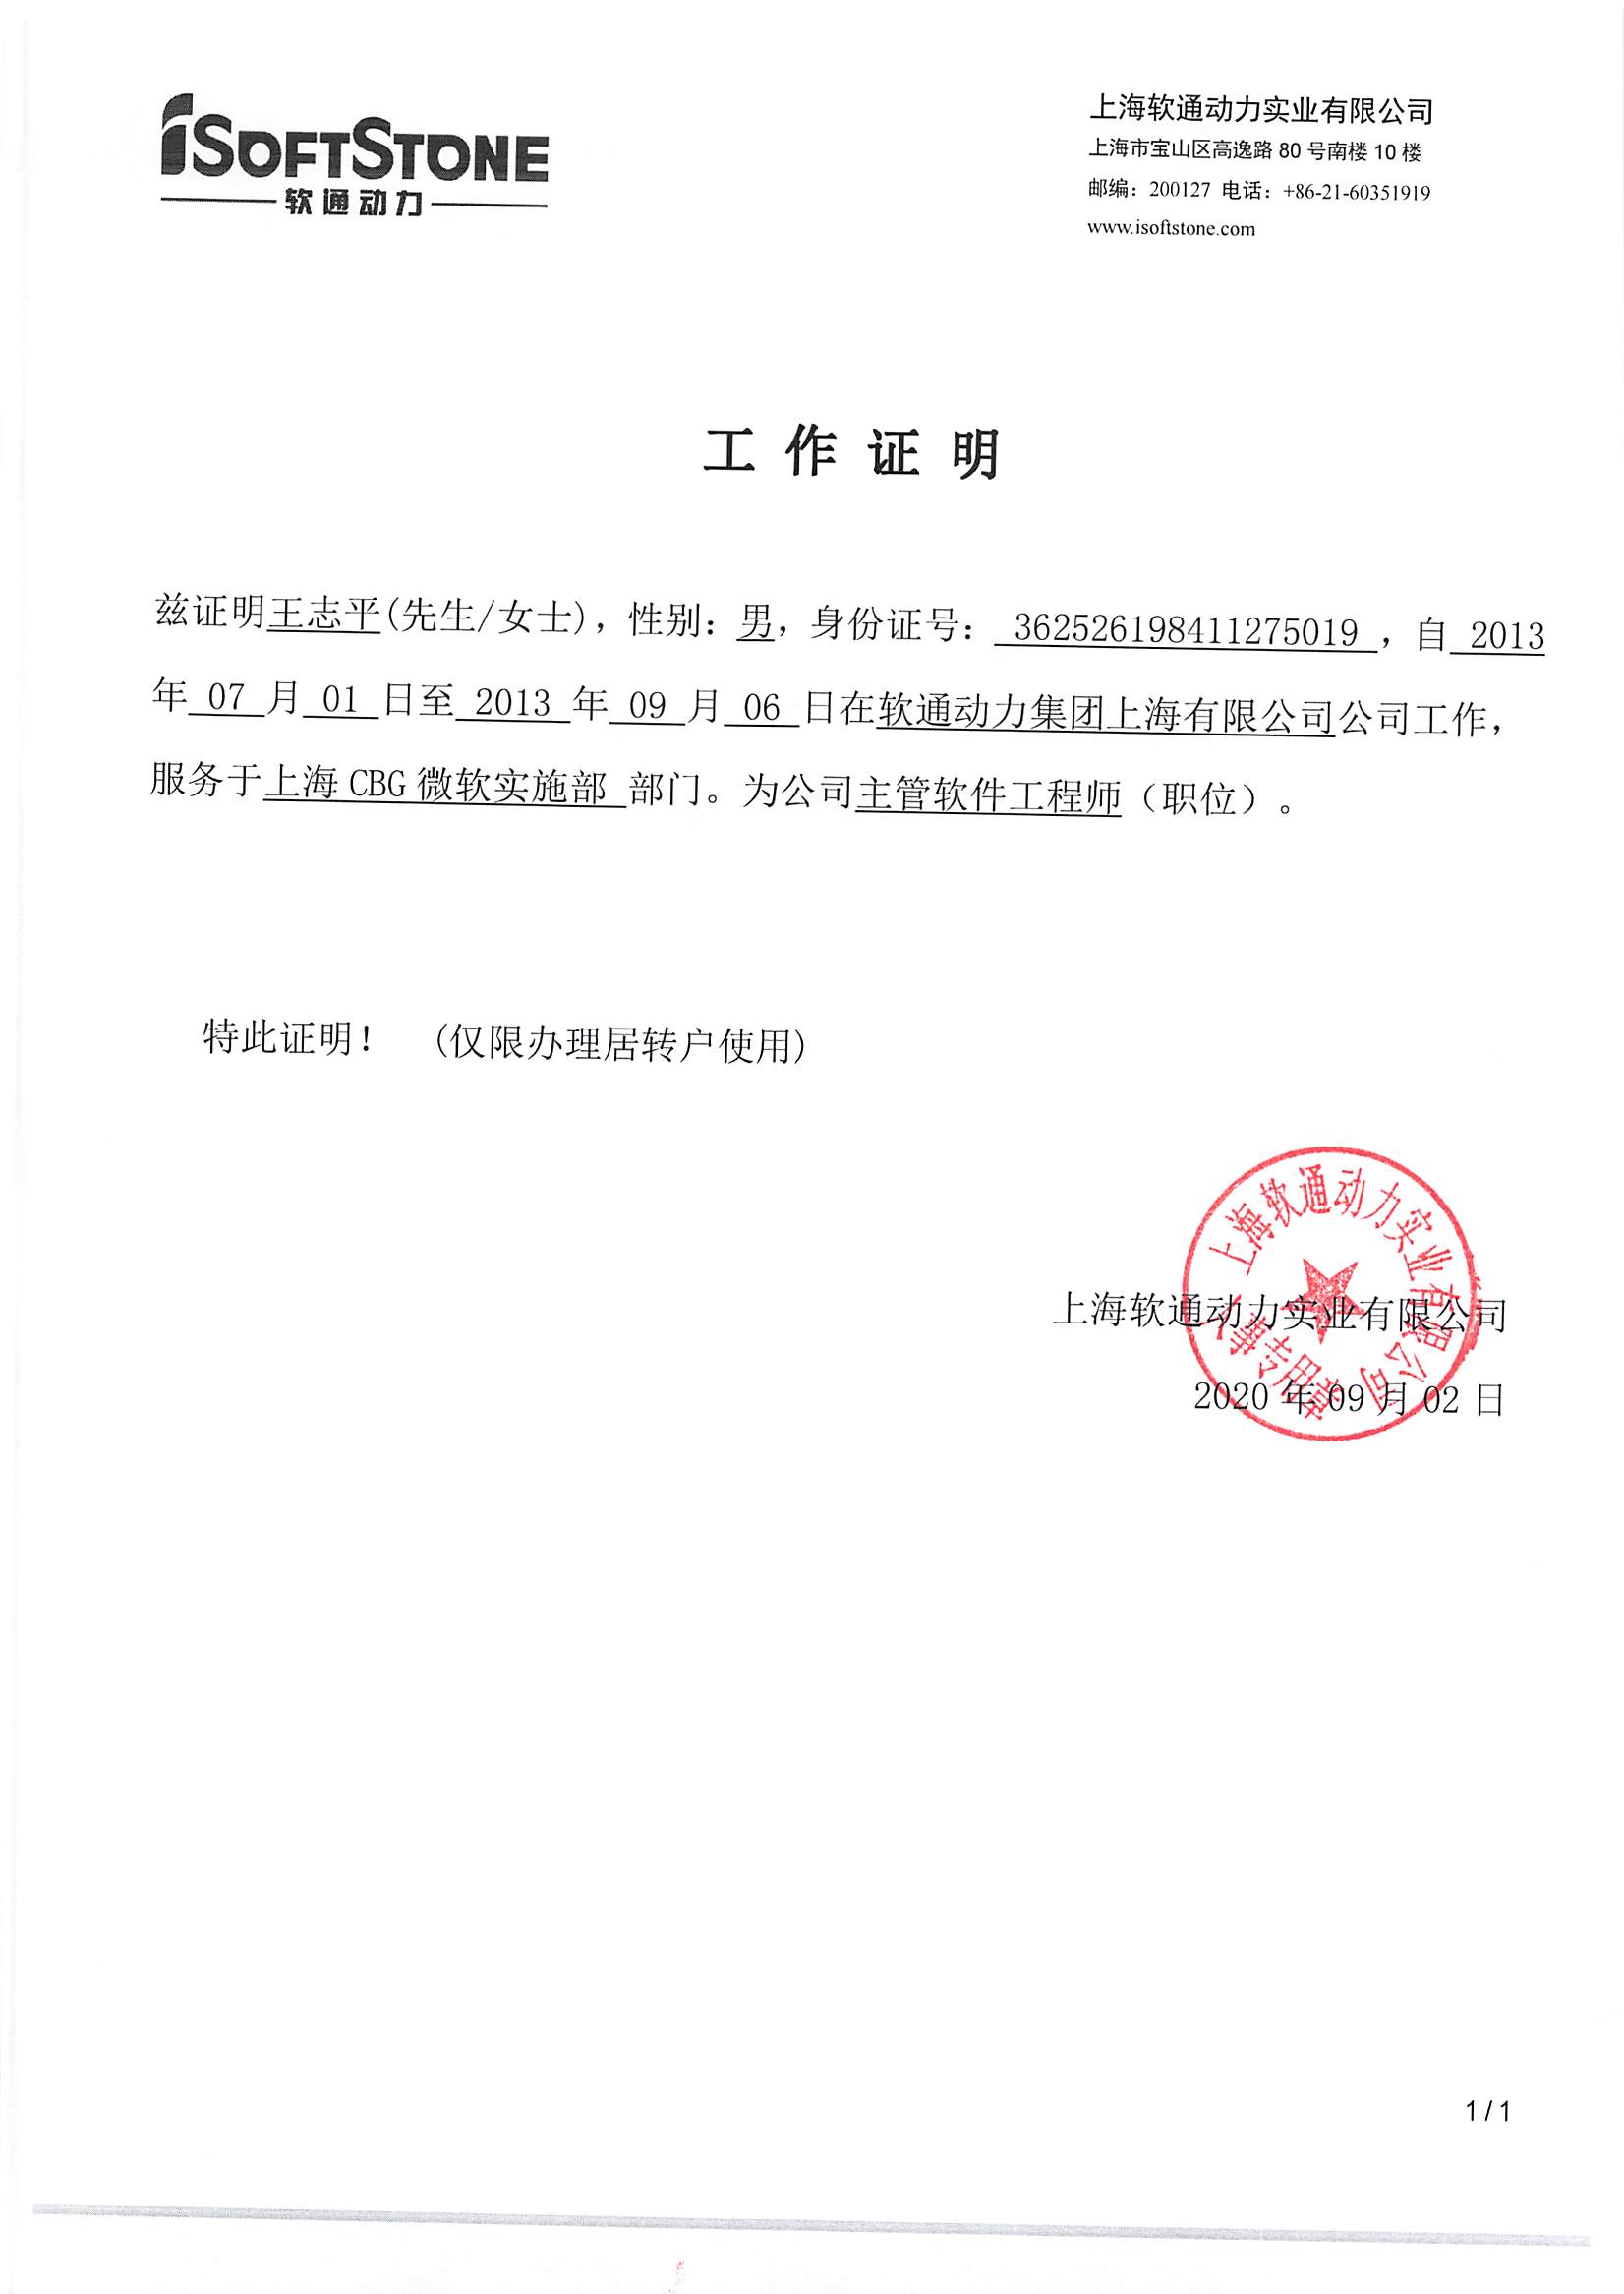 iSOFTSTONE
软通动力
上海软通动力实业有限公司
上海市宝山区高逸路 80 号南楼 10 楼
邮编：200127 电话：+86-21-60351919
www.isoftstone.com
工 作 证 明
兹证明王志平(先生/女士)，性别：男，身份证号： 362526198411275019 ，自 2013
年 07 月 01 日至 2013 年 09 月 06 日在软通动力集团上海有限公司公司工作，
服务于上海 CBG 微软实施部 部门。为公司主管软件工程师（职位）。
特此证明！ (仅限办理居转户使用)
上海软通动力实业有限公司
人事专用章
上海软通动力实业有限公司
2020 年 09 月 02 日
1 / 1